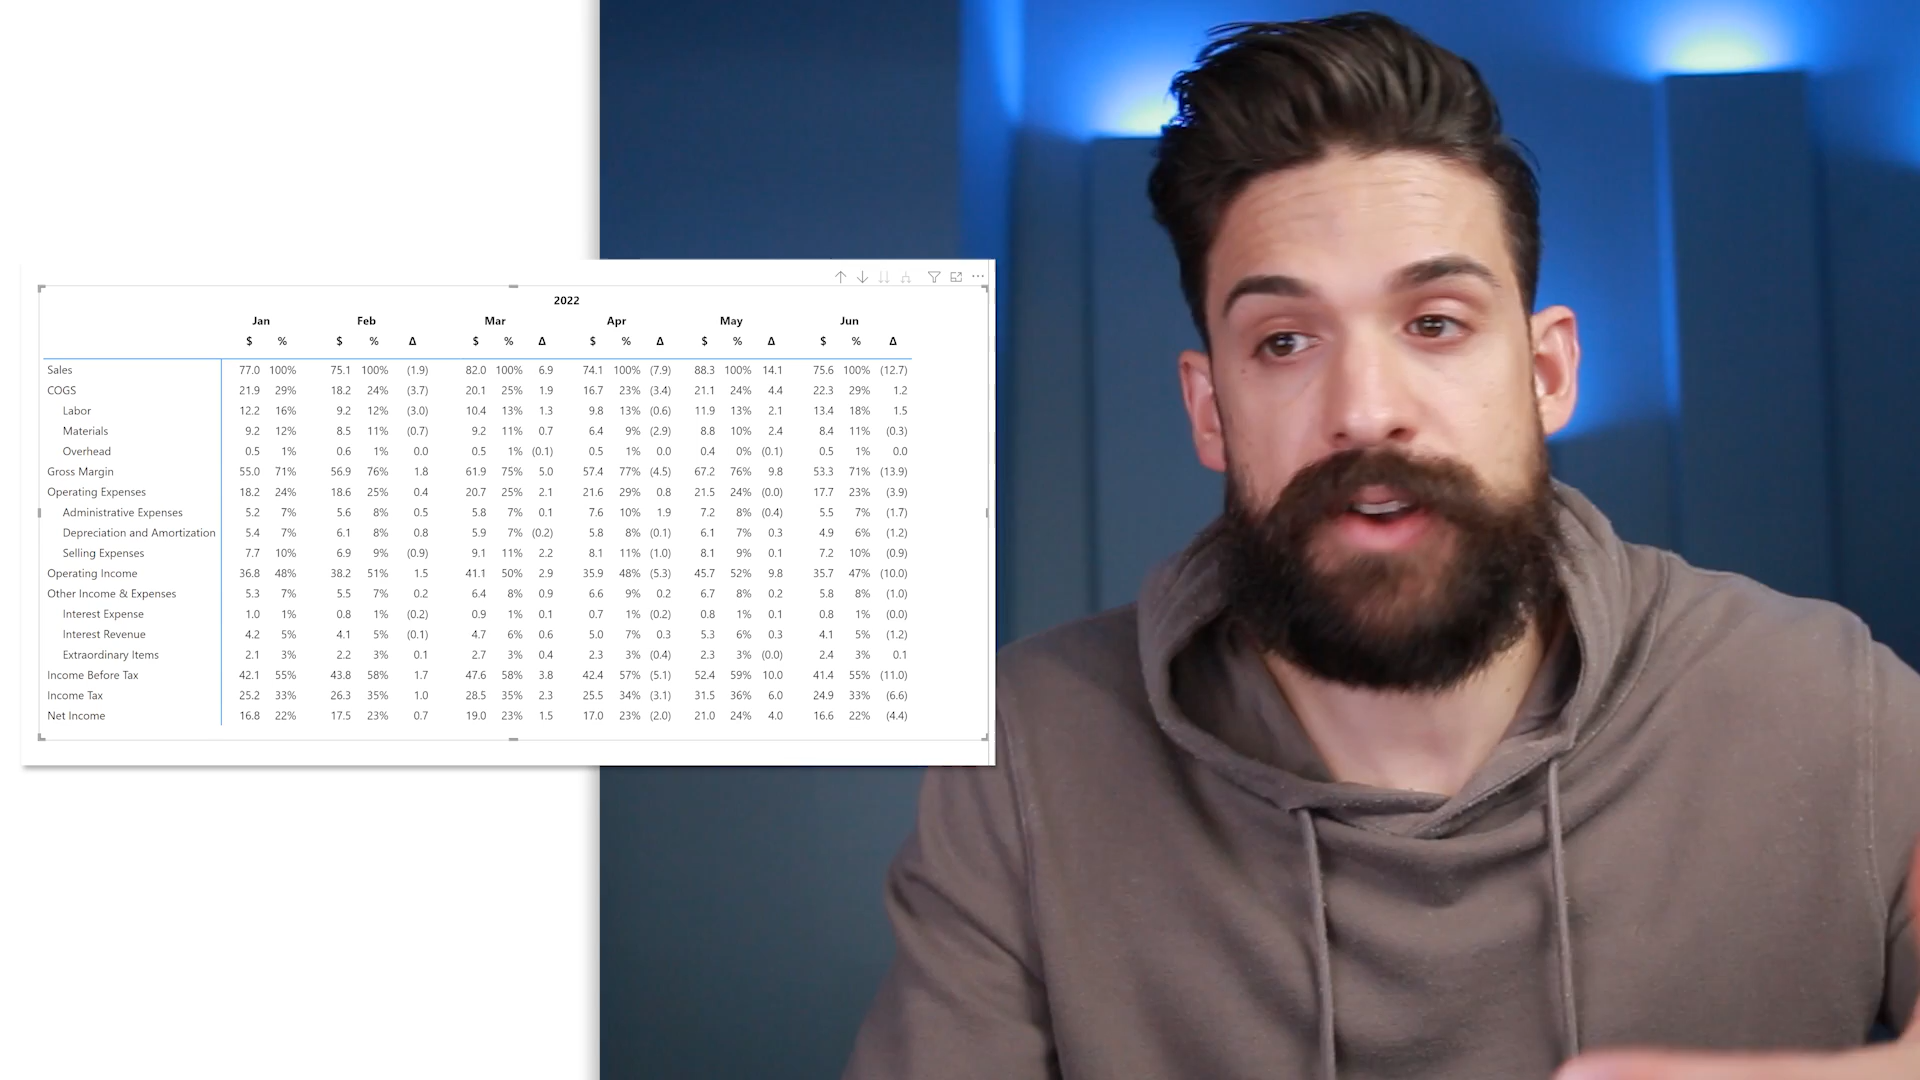 2022
Jan Feb Mar Apr May Jun
$ % $ % Δ $ % Δ $ % Δ $ % Δ $ % Δ
Sales 77.0 100% 75.1 100% (1.9) 82.0 100% 6.9 74.1 100% (7.9) 88.3 100% 14.1 75.6 100% (12.7)
COGS 21.9 29% 18.2 24% (3.7) 20.1 25% 1.9 16.7 23% (3.4) 21.1 24% 4.4 22.3 29% 1.2
Labor 12.2 16% 9.2 12% (3.0) 10.4 13% 1.3 9.8 13% (0.6) 11.9 13% 2.1 13.4 18% 1.5
Materials 9.2 12% 8.5 11% (0.7) 9.2 11% 0.7 6.4 9% (2.9) 8.8 10% 2.4 8.4 11% (0.3)
Overhead 0.5 1% 0.6 1% 0.0 0.5 1% (0.1) 0.5 1% 0.0 0.4 0% (0.1) 0.5 1% 0.0
Gross Margin 55.0 71% 56.9 76% 1.8 61.9 75% 5.0 57.4 77% (4.5) 67.2 76% 9.8 53.3 71% (13.9)
Operating Expenses 18.2 24% 18.6 25% 0.4 20.7 25% 2.1 21.6 29% 0.8 21.5 24% (0.0) 17.7 23% (3.9)
Administrative Expenses 5.2 7% 5.6 8% 0.5 5.8 7% 0.1 7.6 10% 1.9 7.2 8% (0.4) 5.5 7% (1.7)
Depreciation and Amortization 5.4 7% 6.1 8% 0.8 5.9 7% (0.2) 5.8 8% (0.1) 6.1 7% 0.3 4.9 6% (1.2)
Selling Expenses 7.7 10% 6.9 9% (0.9) 9.1 11% 2.2 8.1 11% (1.0) 8.1 9% 0.1 7.2 10% (0.9)
Operating Income 36.8 48% 38.2 51% 1.5 41.1 50% 2.9 35.9 48% (5.3) 45.7 52% 9.8 35.7 47% (10.0)
Other Income & Expenses 5.3 7% 5.5 7% 0.2 6.4 8% 0.9 6.6 9% 0.2 6.7 8% 0.2 5.8 8% (1.0)
Interest Expense 1.0 1% 0.8 1% (0.2) 0.9 1% 0.1 0.7 1% (0.2) 0.8 1% 0.1 0.8 1% (0.0)
Interest Revenue 4.2 5% 4.1 5% (0.1) 4.7 6% 0.6 5.0 7% 0.3 5.3 6% 0.3 4.1 5% (1.2)
Extraordinary Items 2.1 3% 2.2 3% 0.1 2.7 3% 0.4 2.3 3% (0.4) 2.3 3% (0.0) 2.4 3% 0.1
Income Before Tax 42.1 55% 43.8 58% 1.7 47.6 58% 3.8 42.4 57% (5.1) 52.4 59% 10.0 41.4 55% (11.0)
Income Tax 25.2 33% 26.3 35% 1.0 28.5 35% 2.3 25.5 34% (3.1) 31.5 36% 6.0 24.9 33% (6.6)
Net Income 16.8 22% 17.5 23% 0.7 19.0 23% 1.5 17.0 23% (2.0) 21.0 24% 4.0 16.6 22% (4.4)